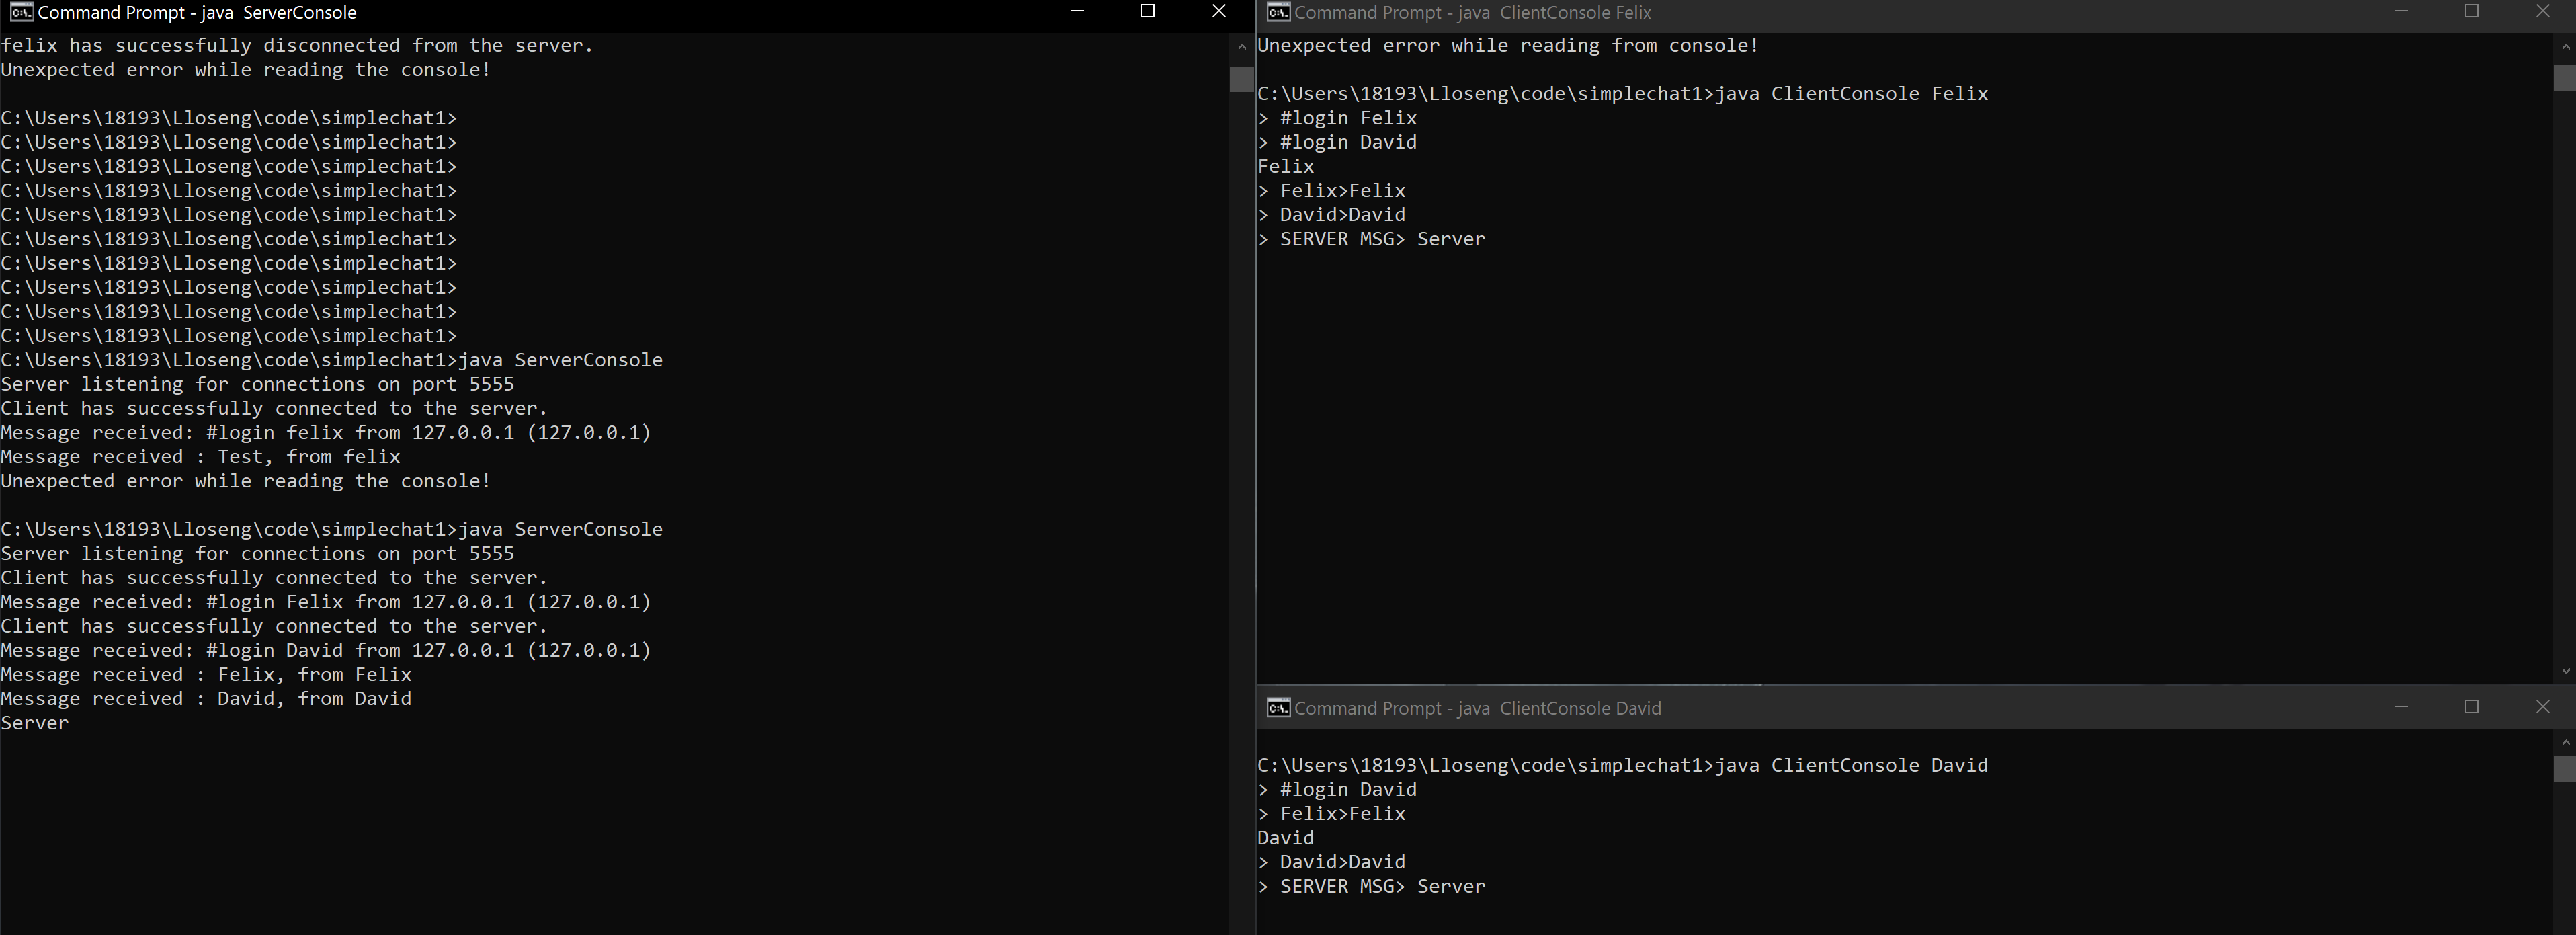 Command Prompt - java  ServerConsole
felix has successfully disconnected from the server.
Unexpected error while reading the console!
C:\Users\18193\Lloseng\code\simplechat1>
C:\Users\18193\Lloseng\code\simplechat1>
C:\Users\18193\Lloseng\code\simplechat1>
C:\Users\18193\Lloseng\code\simplechat1>
C:\Users\18193\Lloseng\code\simplechat1>
C:\Users\18193\Lloseng\code\simplechat1>
C:\Users\18193\Lloseng\code\simplechat1>
C:\Users\18193\Lloseng\code\simplechat1>
C:\Users\18193\Lloseng\code\simplechat1>
C:\Users\18193\Lloseng\code\simplechat1>
C:\Users\18193\Lloseng\code\simplechat1>java ServerConsole
Server listening for connections on port 5555
Client has successfully connected to the server.
Message received: #login felix from 127.0.0.1 (127.0.0.1)
Message received : Test, from felix
Unexpected error while reading the console!
C:\Users\18193\Lloseng\code\simplechat1>java ServerConsole
Server listening for connections on port 5555
Client has successfully connected to the server.
Message received: #login Felix from 127.0.0.1 (127.0.0.1)
Client has successfully connected to the server.
Message received: #login David from 127.0.0.1 (127.0.0.1)
Message received : Felix, from Felix
Message received : David, from David
Server
Command Prompt - java  ClientConsole Felix
Unexpected error while reading from console!
C:\Users\18193\Lloseng\code\simplechat1>java ClientConsole Felix
> #login Felix
> #login David
Felix
> Felix>Felix
> David>David
> SERVER MSG> Server
Command Prompt - java  ClientConsole David
C:\Users\18193\Lloseng\code\simplechat1>java ClientConsole David
> #login David
> Felix>Felix
David
> David>David
> SERVER MSG> Server